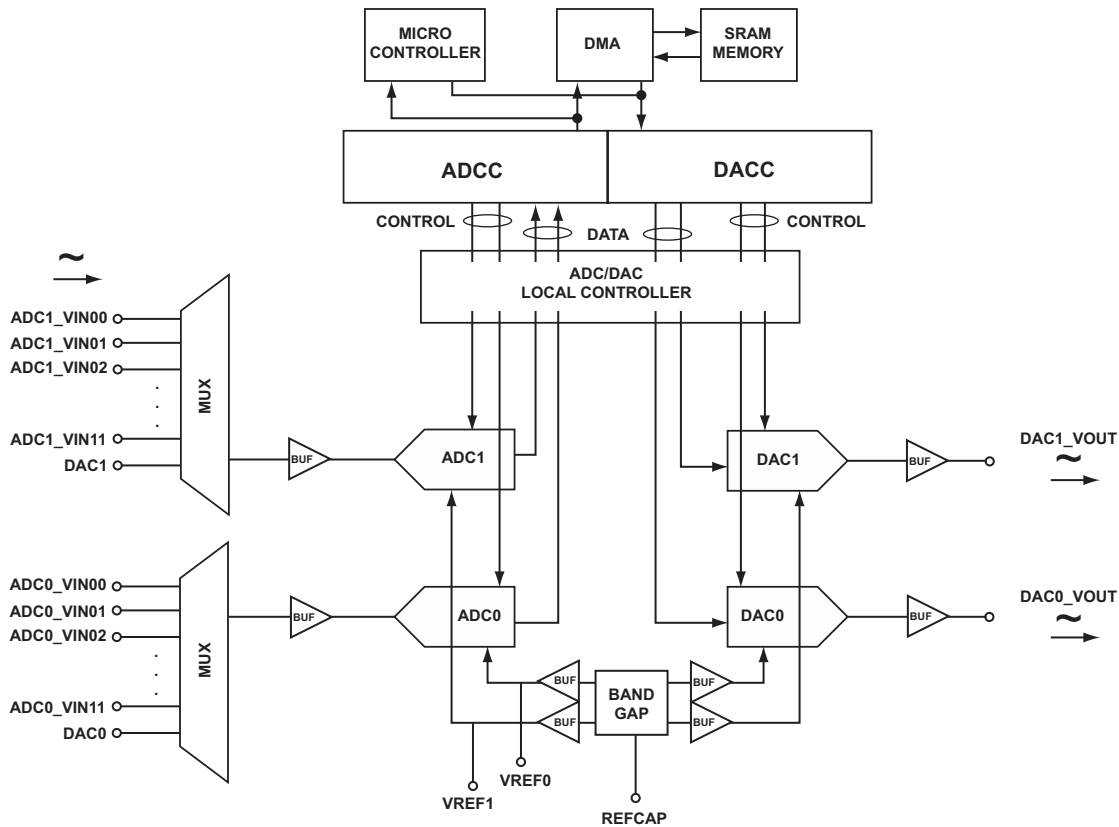 MICRO
CONTROLLER
DMA
SRAM
MEMORY
ADCC
DACC
CONTROL
DATA
CONTROL
ADC/DAC
LOCAL CONTROLLER
~
ADC1_VIN00
ADC1_VIN01
ADC1_VIN02
.
.
.
ADC1_VIN11
DAC1
MUX
BUF
ADC1
DAC1
BUF
DAC1_VOUT
~
ADC0_VIN00
ADC0_VIN01
ADC0_VIN02
.
.
.
ADC0_VIN11
DAC0
MUX
BUF
ADC0
DAC0
BUF
DAC0_VOUT
~
BUF
BUF
BAND
GAP
BUF
BUF
VREF0
VREF1
REFCAP